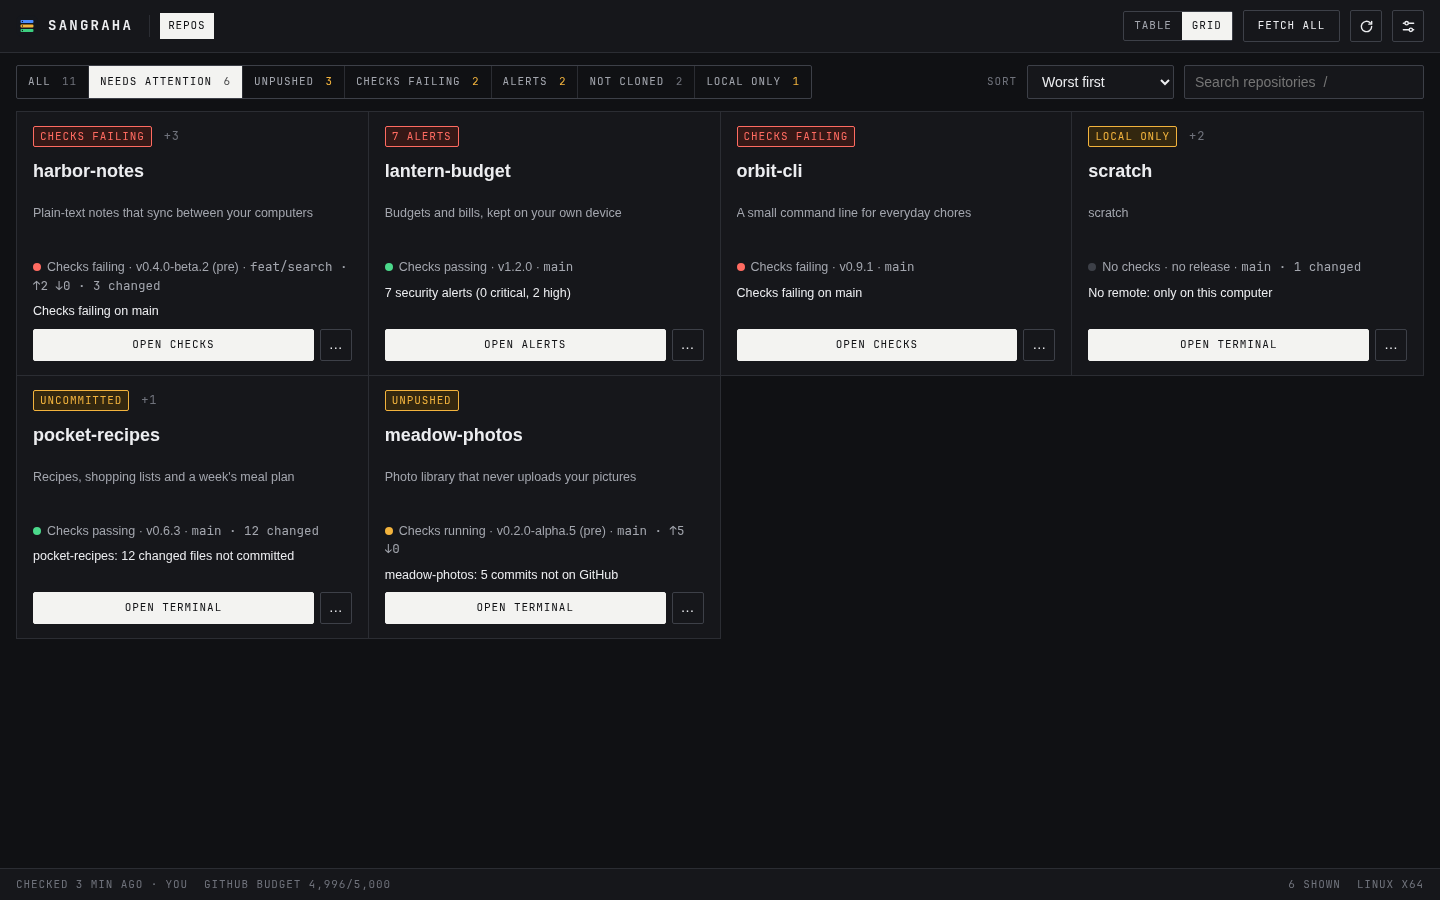 SANGRAHA REPOS TABLE GRID FETCH ALL
ALL 11 NEEDS ATTENTION 6 UNPUSHED 3 CHECKS FAILING 2 ALERTS 2 NOT CLONED 2 LOCAL ONLY 1 SORT Worst first Search repositories /
CHECKS FAILING +3
harbor-notes
Plain-text notes that sync between your computers
Checks failing · v0.4.0-beta.2 (pre) · feat/search ·
↑2 ↓0 · 3 changed
Checks failing on main
OPEN CHECKS ...
7 ALERTS
lantern-budget
Budgets and bills, kept on your own device
Checks passing · v1.2.0 · main
7 security alerts (0 critical, 2 high)
OPEN ALERTS ...
CHECKS FAILING
orbit-cli
A small command line for everyday chores
Checks failing · v0.9.1 · main
Checks failing on main
OPEN CHECKS ...
LOCAL ONLY +2
scratch
scratch
No checks · no release · main · 1 changed
No remote: only on this computer
OPEN TERMINAL ...
UNCOMMITTED +1
pocket-recipes
Recipes, shopping lists and a week's meal plan
Checks passing · v0.6.3 · main · 12 changed
pocket-recipes: 12 changed files not committed
OPEN TERMINAL ...
UNPUSHED
meadow-photos
Photo library that never uploads your pictures
Checks running · v0.2.0-alpha.5 (pre) · main · ↑5
↓0
meadow-photos: 5 commits not on GitHub
OPEN TERMINAL ...
CHECKED 3 MIN AGO · YOU GITHUB BUDGET 4,996/5,000 6 SHOWN LINUX X64